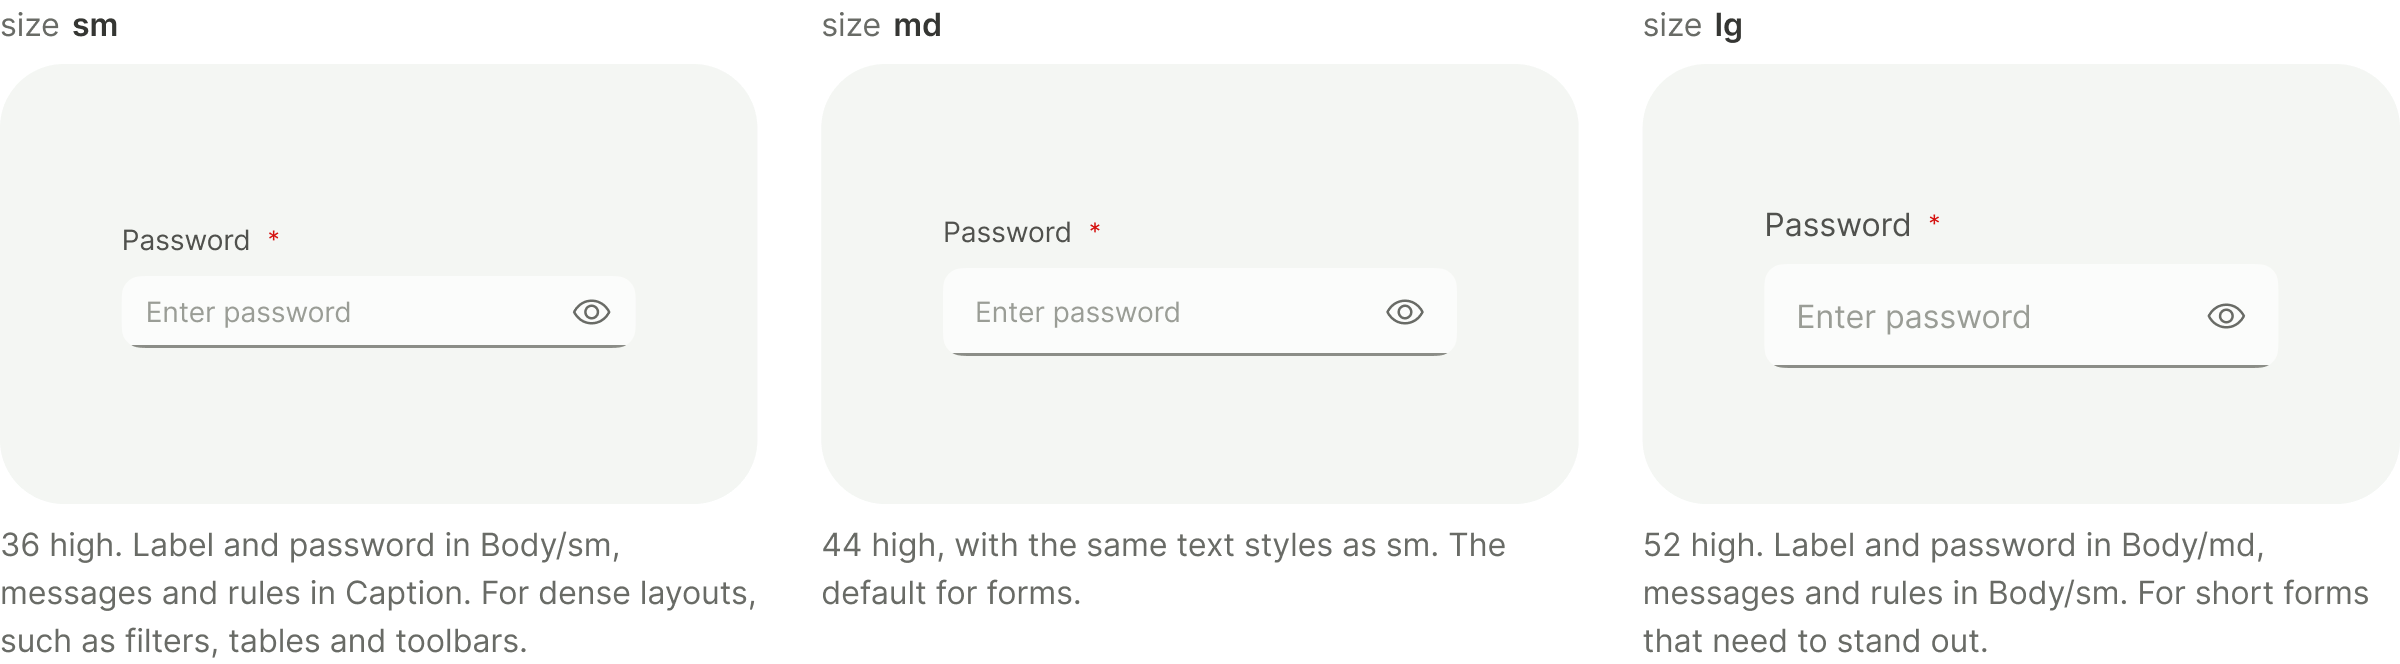 size sm
Password *
Enter password
36 high. Label and password in Body/sm,
messages and rules in Caption. For dense layouts,
such as filters, tables and toolbars.
size md
Password *
Enter password
44 high, with the same text styles as sm. The
default for forms.
size lg
Password *
Enter password
52 high. Label and password in Body/md,
messages and rules in Body/sm. For short forms
that need to stand out.